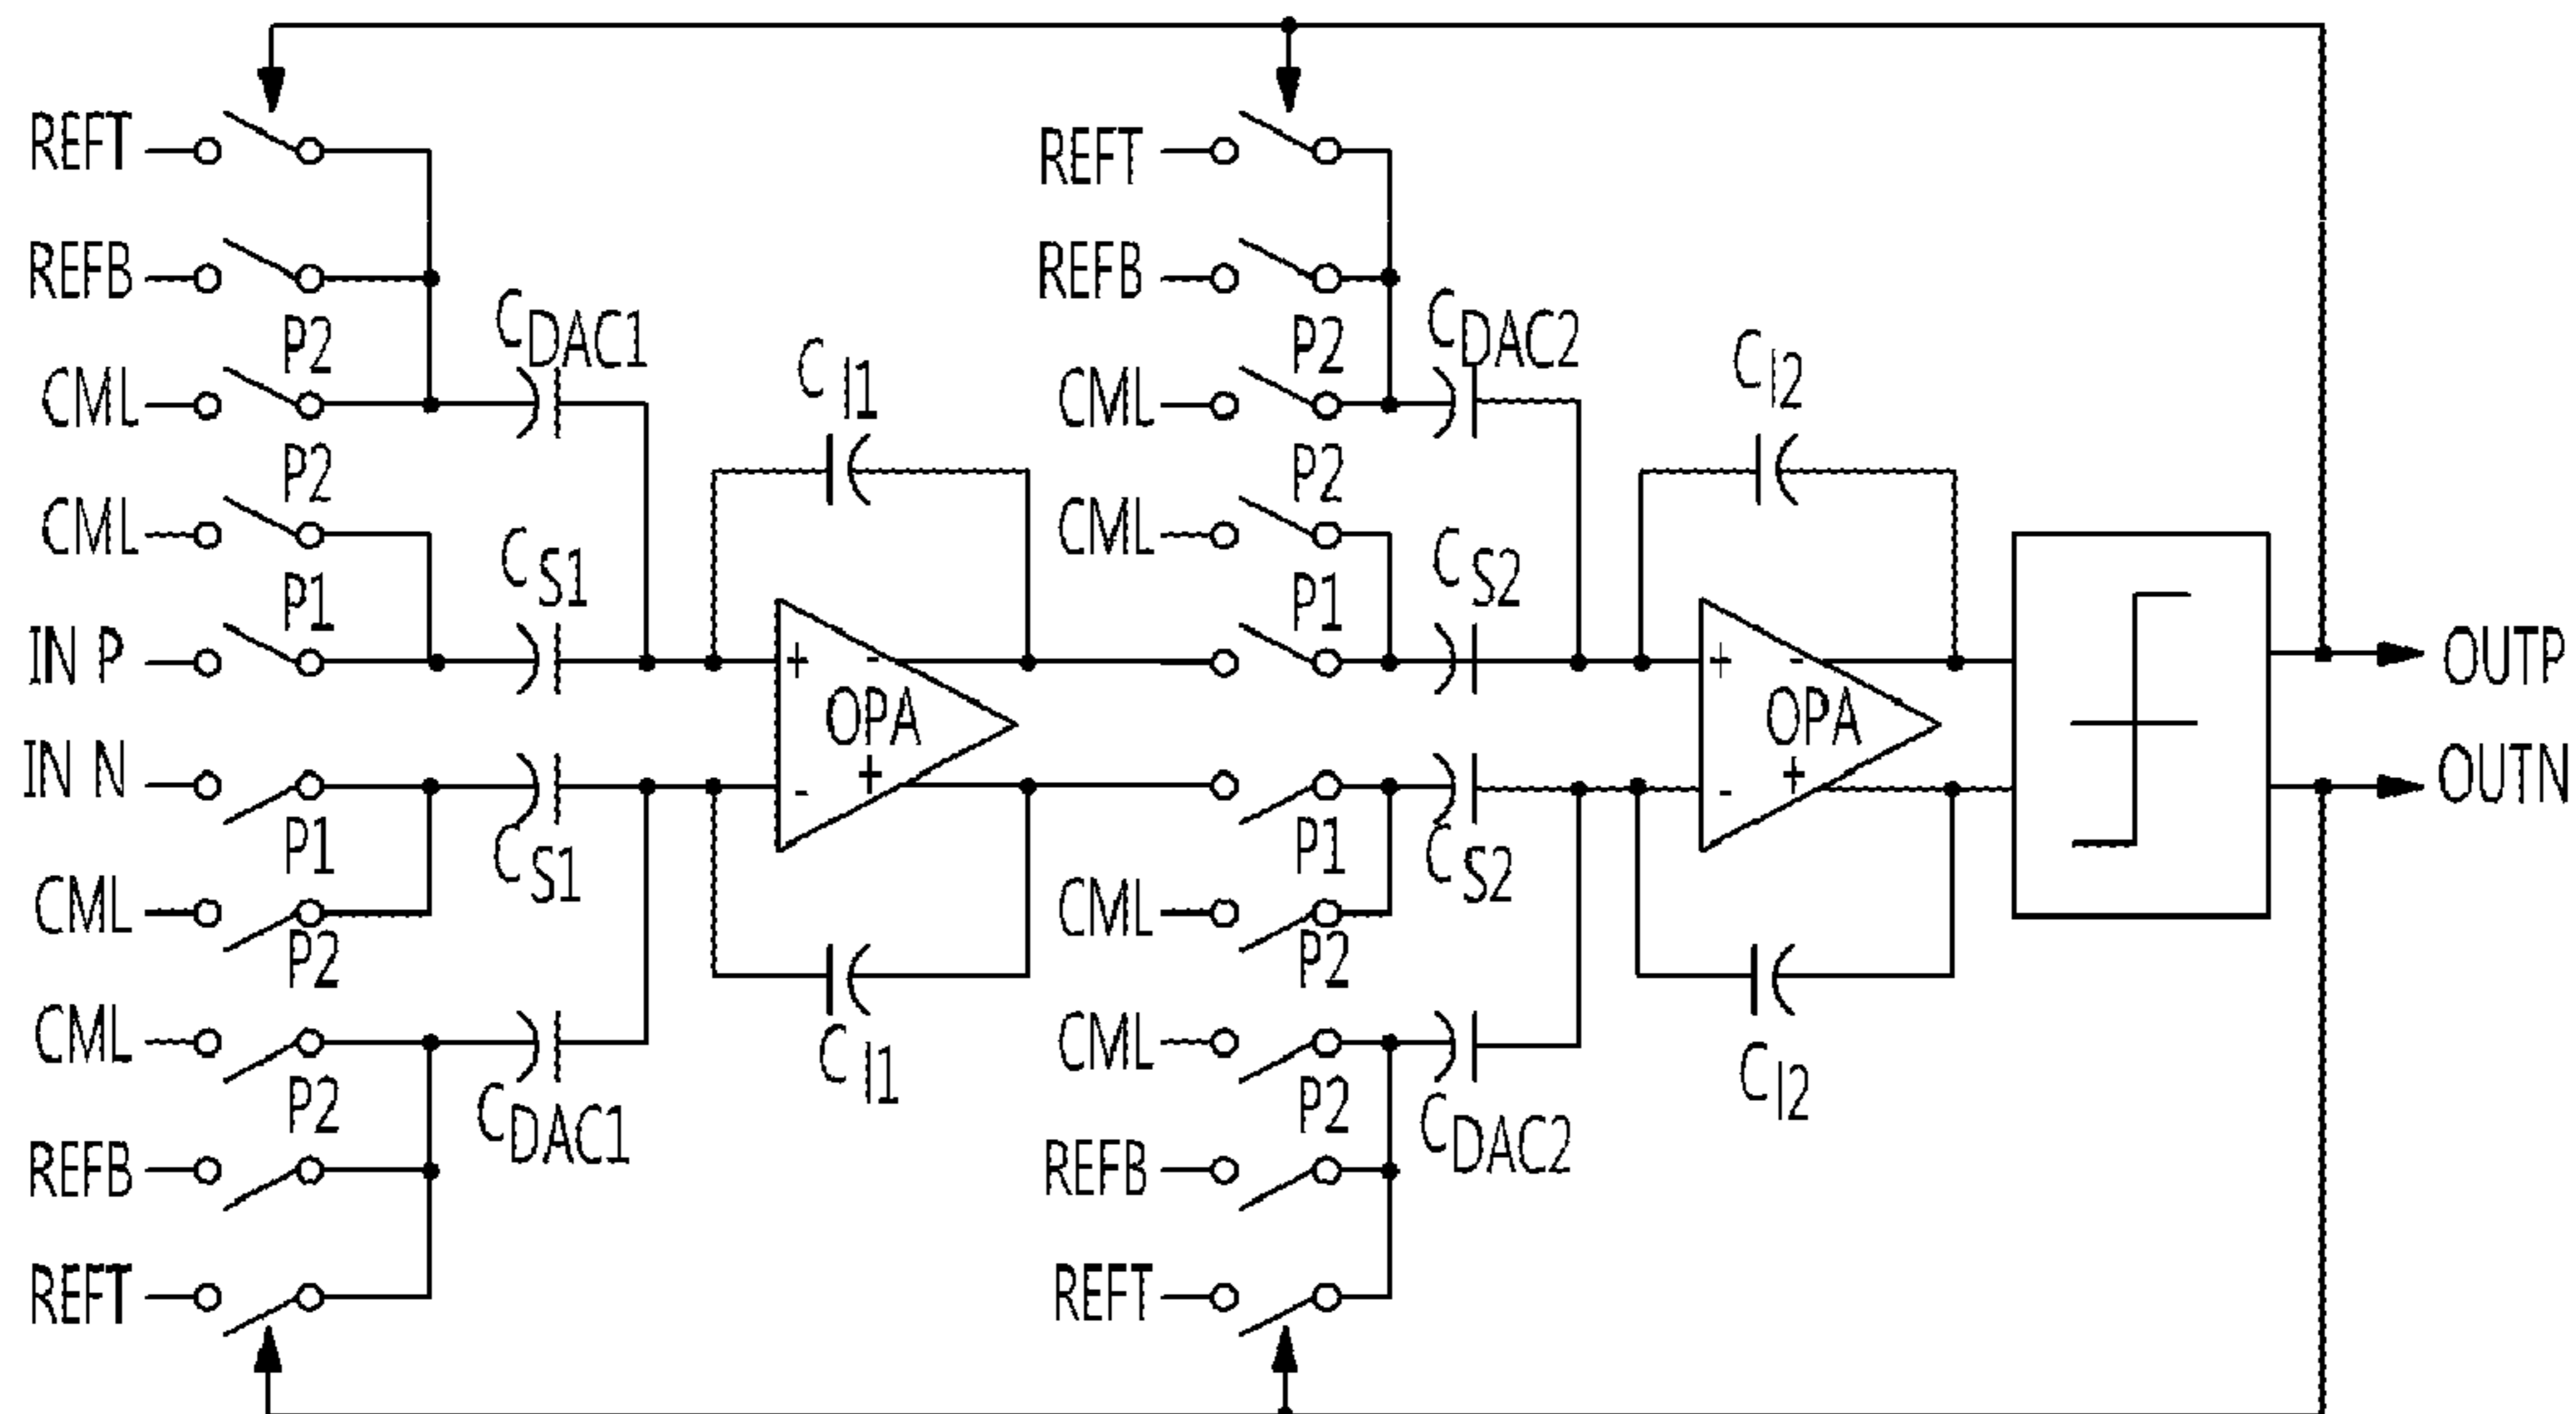 REFT
REFT
REFB
REFB
P2
C DAC1
P2
C DAC2
C I1
C I2
CML
CML
P2
P2
CML
CML
C S1
C S2
P1
P1
IN P
+ -
+ -
OUTP
OPA
OPA
IN N
- +
- +
OUTN
P1
C S1
P1
C S2
CML
CML
P2
P2
CML
CML
C I1
C I2
P2
C DAC1
P2
C DAC2
REFB
REFB
REFT
REFT